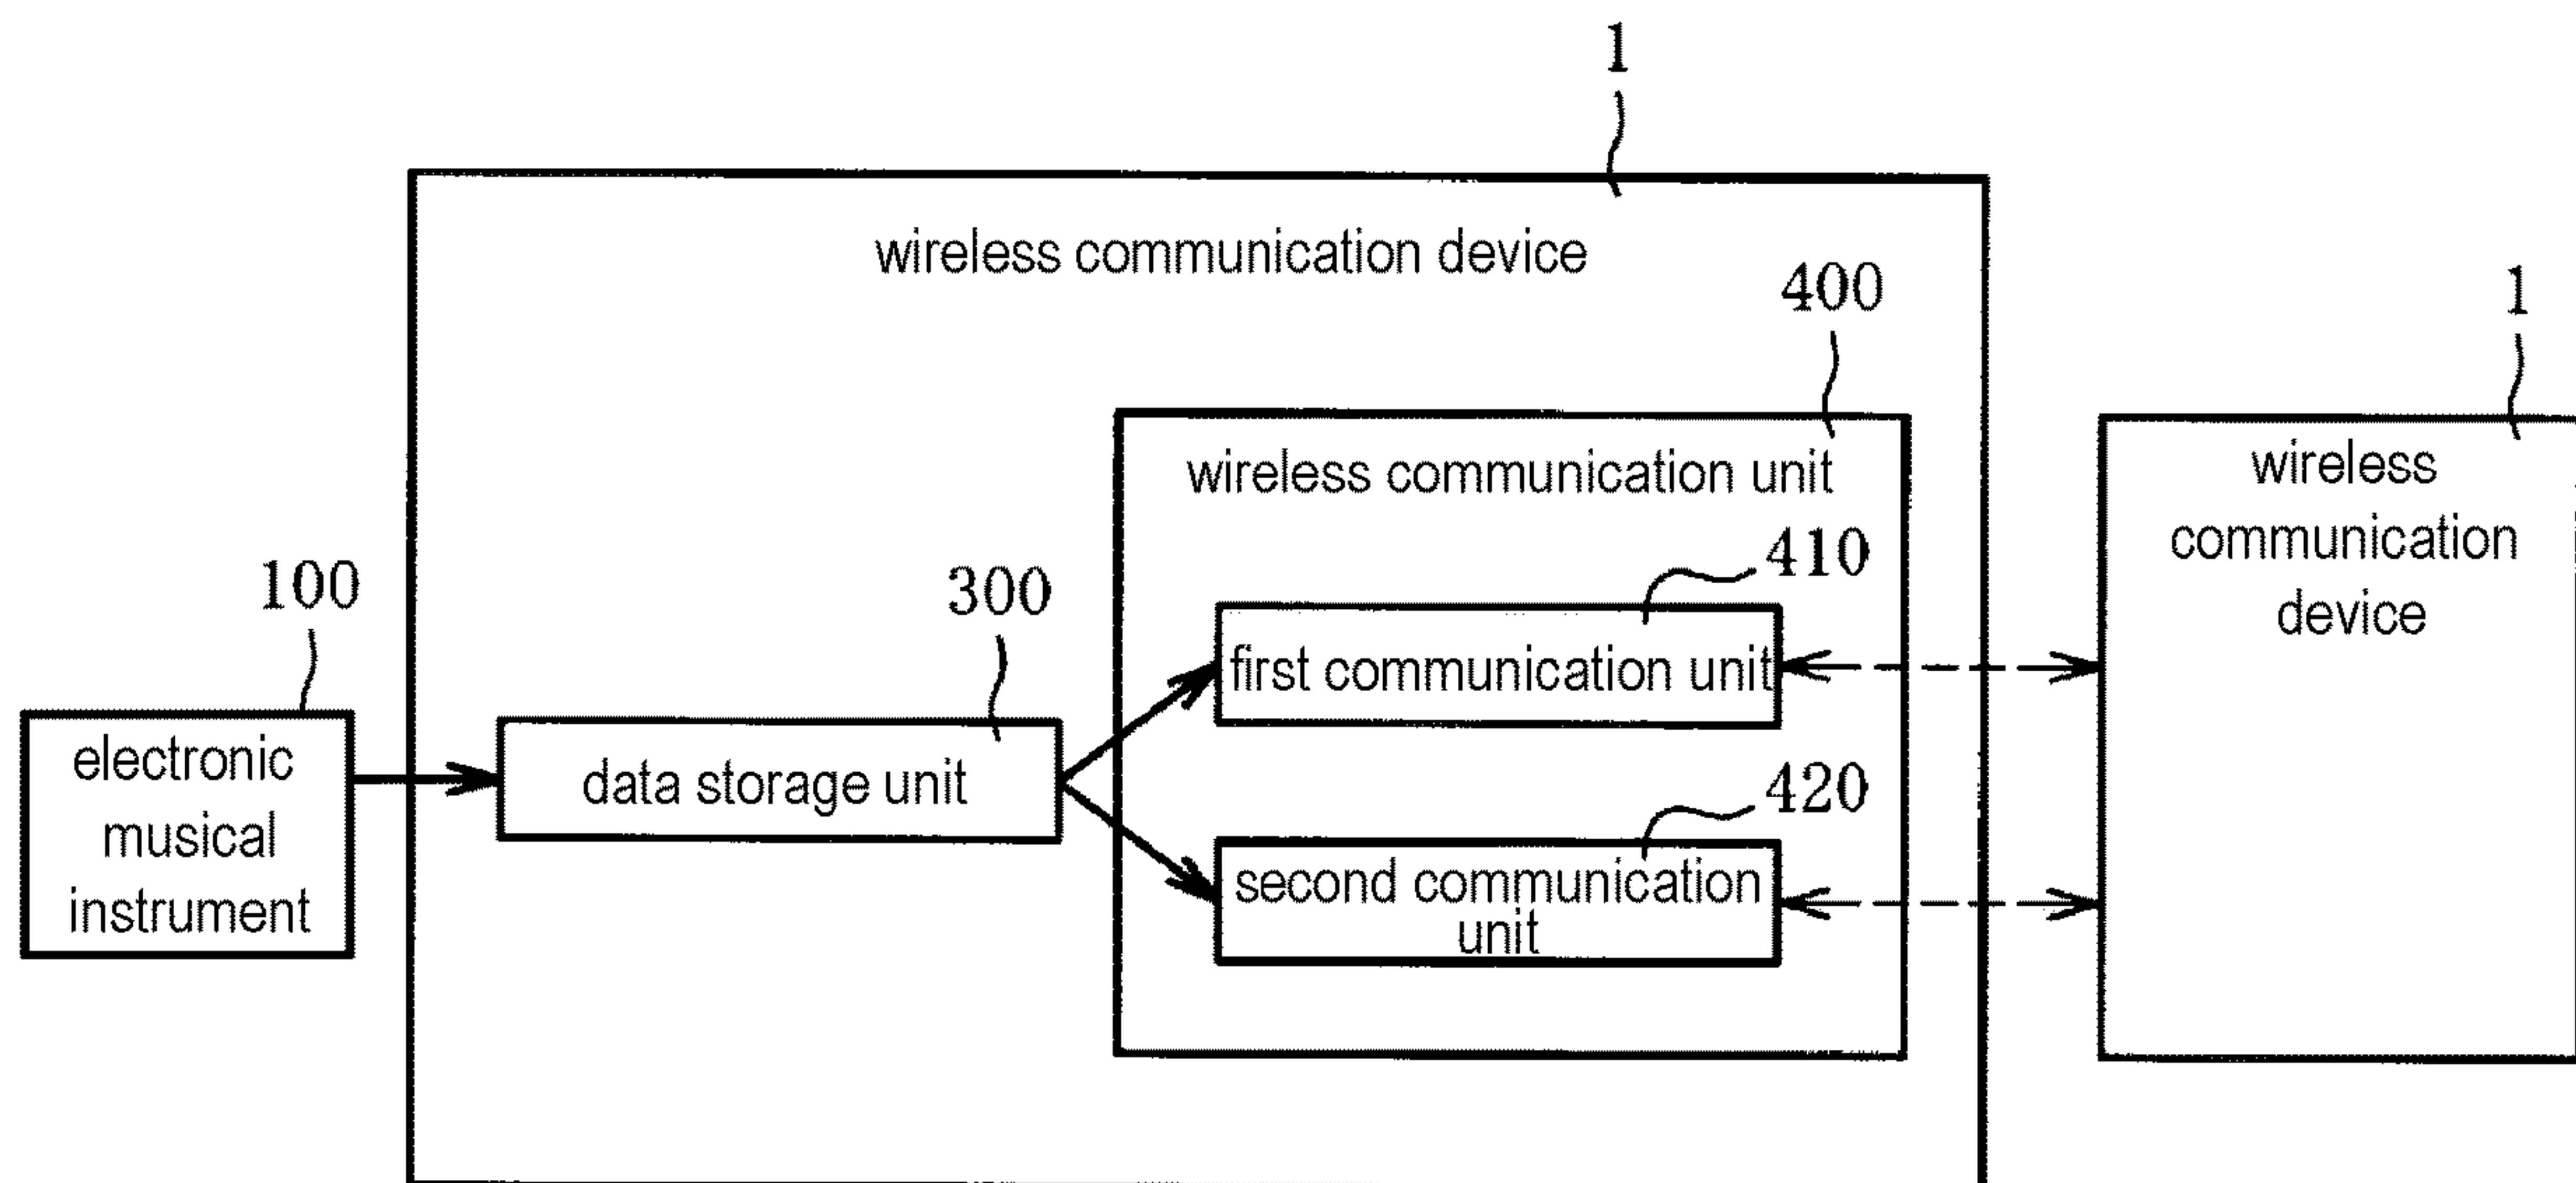 1
wireless communication device
400
1
wireless communication unit
wireless
communication
device
410
first communication unit
100
300
electronic
musical
instrument
data storage unit
420
second communication
unit